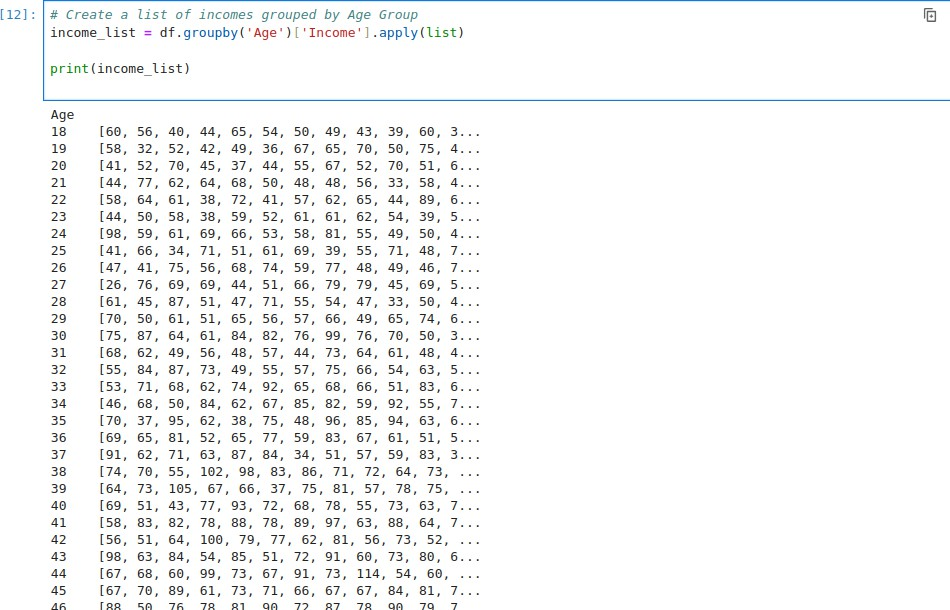 [12]: # Create a list of incomes grouped by Age Group
income_list = df.groupby('Age')['Income'].apply(list)
print(income_list)
Age
18    [60, 56, 40, 44, 65, 54, 50, 49, 43, 39, 60, 3...
19    [58, 32, 52, 42, 49, 36, 67, 65, 70, 50, 75, 4...
20    [41, 52, 70, 45, 37, 44, 55, 67, 52, 70, 51, 6...
21    [44, 77, 62, 64, 68, 50, 48, 48, 56, 33, 58, 4...
22    [58, 64, 61, 38, 72, 41, 57, 62, 65, 44, 89, 6...
23    [44, 50, 58, 38, 59, 52, 61, 61, 62, 54, 39, 5...
24    [98, 59, 61, 69, 66, 53, 58, 81, 55, 49, 50, 4...
25    [41, 66, 34, 71, 51, 61, 69, 39, 55, 71, 48, 7...
26    [47, 41, 75, 56, 68, 74, 59, 77, 48, 49, 46, 7...
27    [26, 76, 69, 69, 44, 51, 66, 79, 79, 45, 69, 5...
28    [61, 45, 87, 51, 47, 71, 55, 54, 47, 33, 50, 4...
29    [70, 50, 61, 51, 65, 56, 57, 66, 49, 65, 74, 6...
30    [75, 87, 64, 61, 84, 82, 76, 99, 76, 70, 50, 3...
31    [68, 62, 49, 56, 48, 57, 44, 73, 64, 61, 48, 4...
32    [55, 84, 87, 73, 49, 55, 57, 75, 66, 54, 63, 5...
33    [53, 71, 68, 62, 74, 92, 65, 68, 66, 51, 83, 6...
34    [46, 68, 50, 84, 62, 67, 85, 82, 59, 92, 55, 7...
35    [70, 37, 95, 62, 38, 75, 48, 96, 85, 94, 63, 6...
36    [69, 65, 81, 52, 65, 77, 59, 83, 67, 61, 51, 5...
37    [91, 62, 71, 63, 87, 84, 34, 51, 57, 59, 83, 3...
38    [74, 70, 55, 102, 98, 83, 86, 71, 72, 64, 73, ...
39    [64, 73, 105, 67, 66, 37, 75, 81, 57, 78, 75, ...
40    [69, 51, 43, 77, 93, 72, 68, 78, 55, 73, 63, 7...
41    [58, 83, 82, 78, 88, 78, 89, 97, 63, 88, 64, 7...
42    [56, 51, 64, 100, 79, 77, 62, 81, 56, 73, 52, ...
43    [98, 63, 84, 54, 85, 51, 72, 91, 60, 73, 80, 6...
44    [67, 68, 60, 99, 73, 67, 91, 73, 114, 54, 60, ...
45    [67, 70, 89, 61, 73, 71, 66, 67, 67, 84, 81, 7...
46    [88, 50, 76, 78, 81, 90, 72, 87, 78, 90, 79, 7